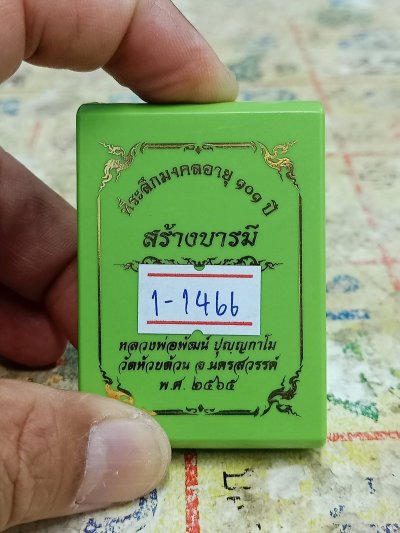 ที่ระลึกมงคลอายุ ๑๐๑ ปี
สร้างบารมี
1-1466
หลวงพ่อพัฒน์ ปุญฺญกาโม
วัดห้วยด้วน จ.นครสวรรค์
พ.ศ. ๒๕๖๕